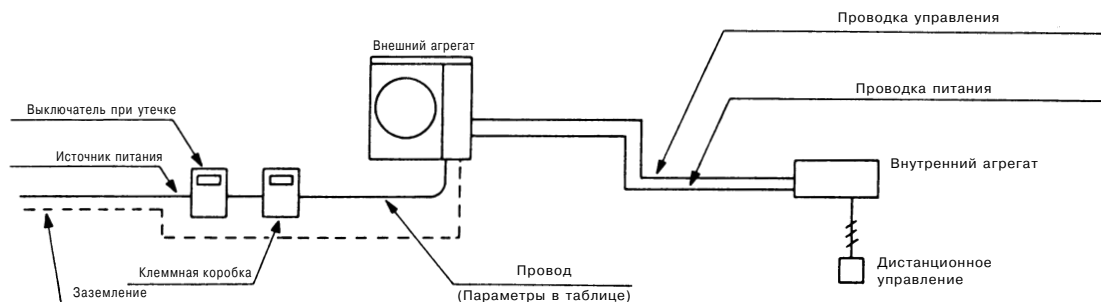 Проводка управления
Внешний агрегат
Проводка питания
Выключатель при утечке
Источник питания
Внутренний агрегат
Дистанционное
управление
Клеммная коробка
Провод
(Параметры в таблице)
Заземление